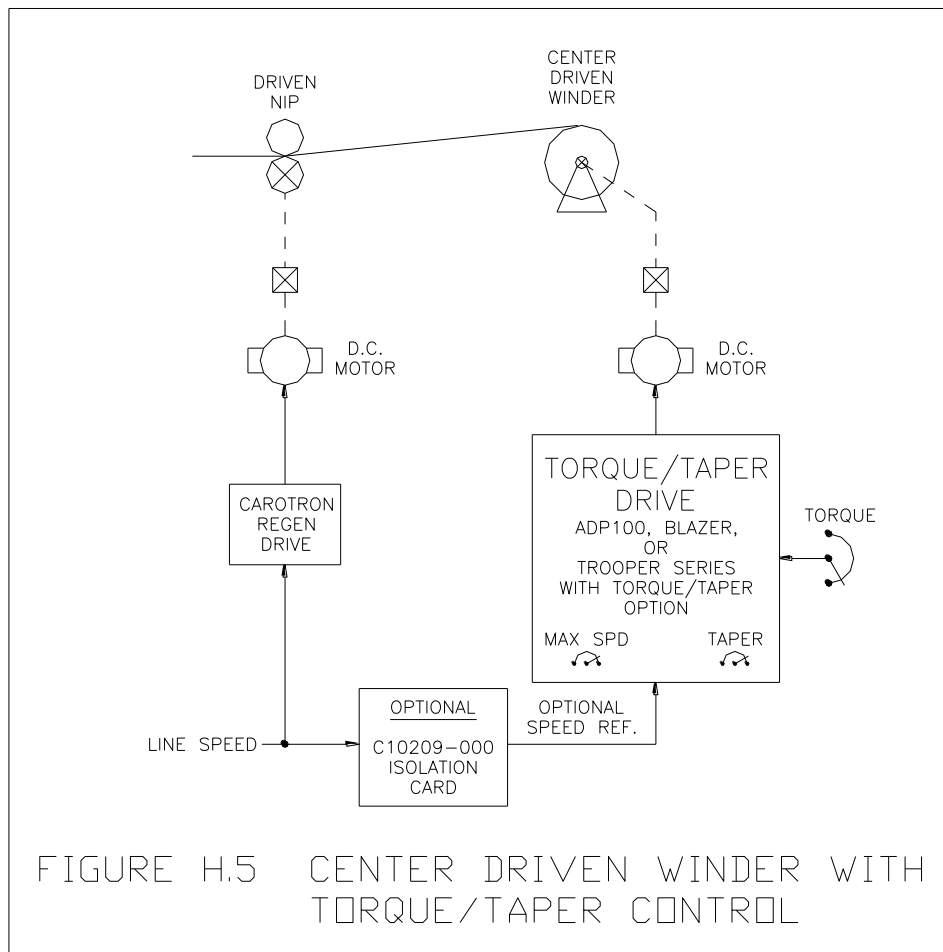 DRIVEN
NIP
CENTER
DRIVEN
WINDER
D.C.
MOTOR
D.C.
MOTOR
CAROTRON
REGEN
DRIVE
TORQUE/TAPER
DRIVE
ADP100, BLAZER,
OR
TROOPER SERIES
WITH TORQUE/TAPER
OPTION
MAX SPD
TAPER
TORQUE
LINE SPEED
OPTIONAL
C10209-000
ISOLATION
CARD
OPTIONAL
SPEED REF.
FIGURE H.5 CENTER DRIVEN WINDER WITH
TORQUE/TAPER CONTROL